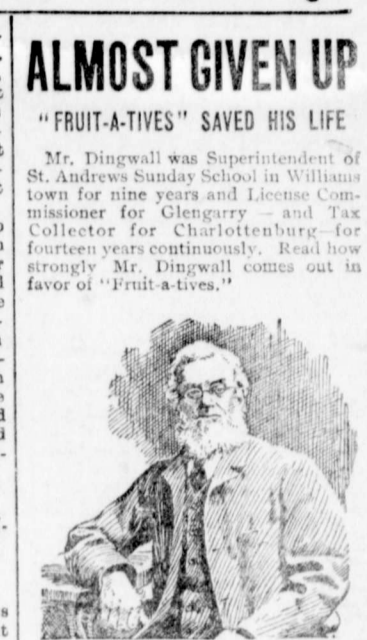 ALMOST GIVEN UP
"FRUIT-A-TIVES" SAVED HIS LIFE
Mr. Dingwall was Superintendent of
St. Andrews Sunday School in Williams
town for nine years and License Com-
missioner for Glengarry — and Tax
Collector for Charlottenburg—for
fourteen years continuously. Read how
strongly Mr. Dingwall comes out in
favor of "Fruit-a-tives."